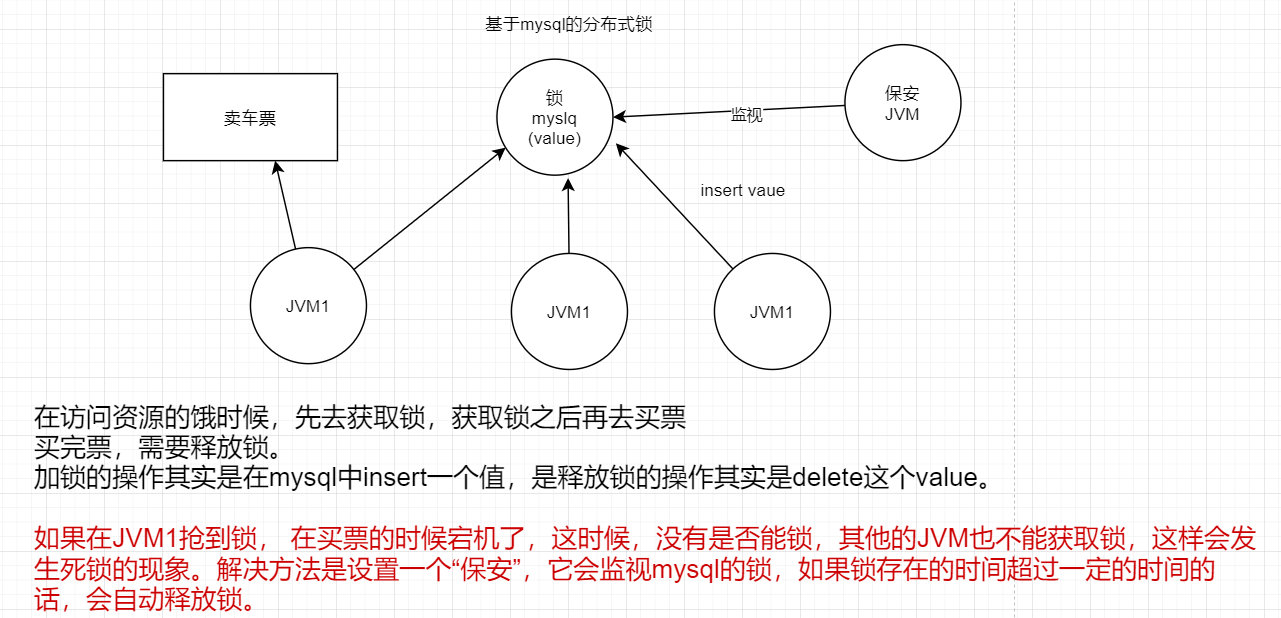 基于mysql的分布式锁
卖车票
锁
myslq
(value)
监视
保安
JVM
insert vaue
JVM1
JVM1
JVM1
在访问资源的饿时候，先去获取锁，获取锁之后再去买票
买完票，需要释放锁。
加锁的操作其实是在mysql中insert一个值，是释放锁的操作其实是delete这个value。
如果在JVM1抢到锁， 在买票的时候宕机了，这时候，没有是否能锁，其他的JVM也不能获取锁，这样会发
生死锁的现象。解决方法是设置一个“保安”，它会监视mysql的锁，如果锁存在的时间超过一定的时间的
话，会自动释放锁。